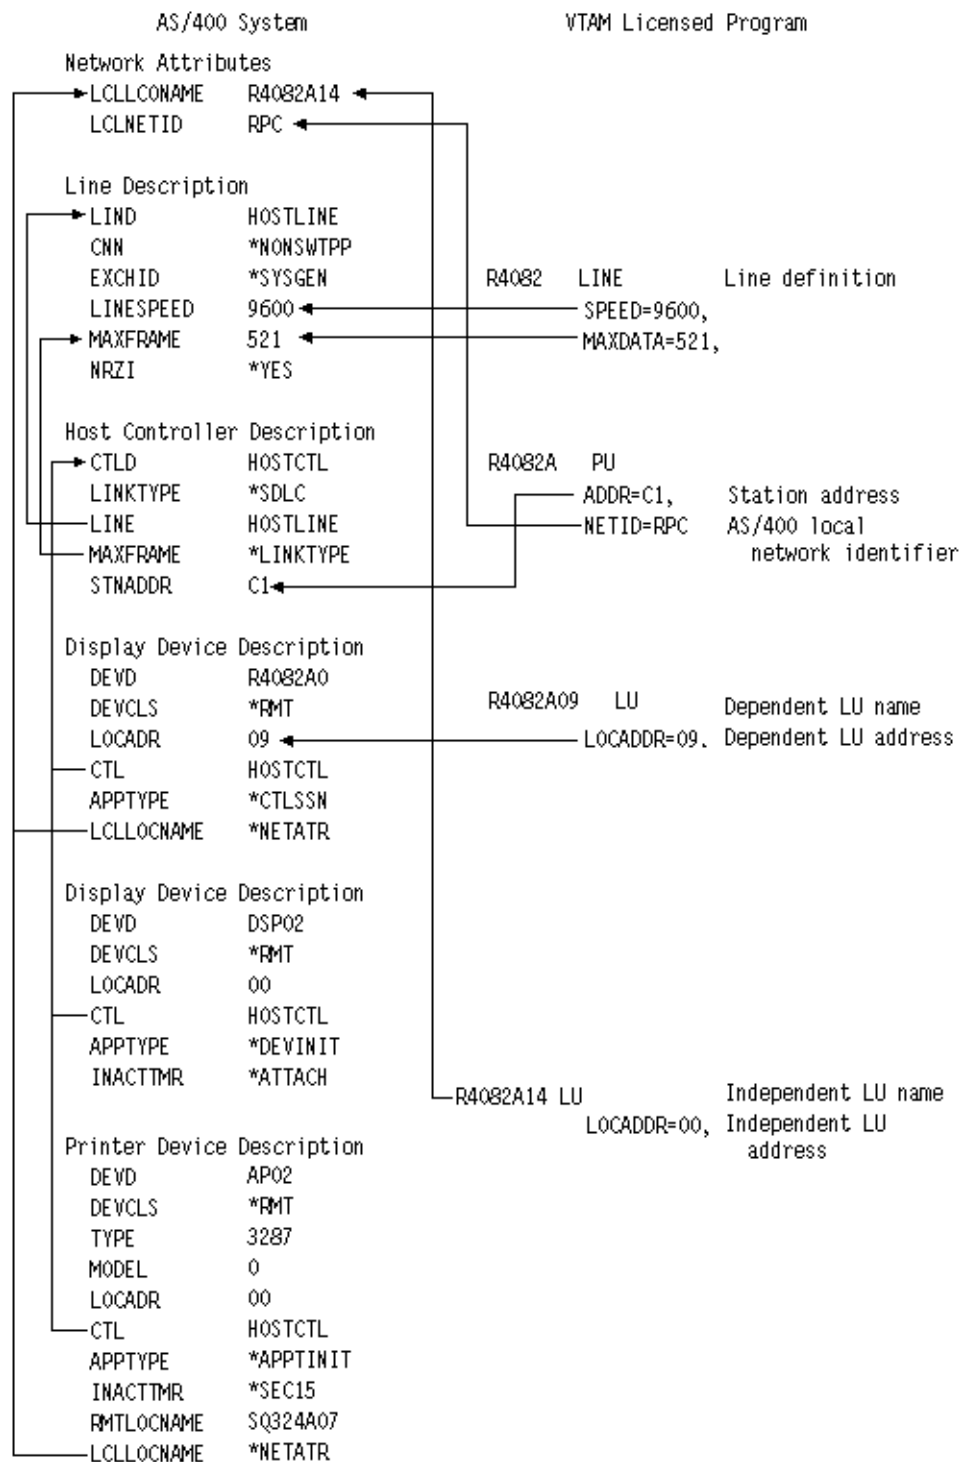 AS/400 System VTAM Licensed Program
Network Attributes
LCLLCONAME R4082A14
LCLNETID RPC
Line Description
LIND HOSTLINE
CNN *NONSWTPP
EXCHID *SYSGEN R4082 LINE Line definition
LINESPEED 9600 SPEED=9600,
MAXFRAME 521 MAXDATA=521,
NRZI *YES
Host Controller Description
CTLD HOSTCTL R4082A PU
LINKTYPE *SDLC ADDR=C1, Station address
LINE HOSTLINE NETID=RPC AS/400 local
MAXFRAME *LINKTYPE network identifier
STNADDR C1
Display Device Description
DEVD R4082A0
DEVCLS *RMT R4082A09 LU Dependent LU name
LOCADR 09 LOCADDR=09. Dependent LU address
CTL HOSTCTL
APPTYPE *CTLSSN
LCLLOCNAME *NETATR
Display Device Description
DEVD DSP02
DEVCLS *RMT
LOCADR 00
CTL HOSTCTL
APPTYPE *DEVINIT
INACTTMR *ATTACH R4082A14 LU Independent LU name
LOCADDR=00, Independent LU
Printer Device Description address
DEVD AP02
DEVCLS *RMT
TYPE 3287
MODEL 0
LOCADR 00
CTL HOSTCTL
APPTYPE *APPTINIT
INACTTMR *SEC15
RMTLOCNAME SQ324A07
LCLLOCNAME *NETATR